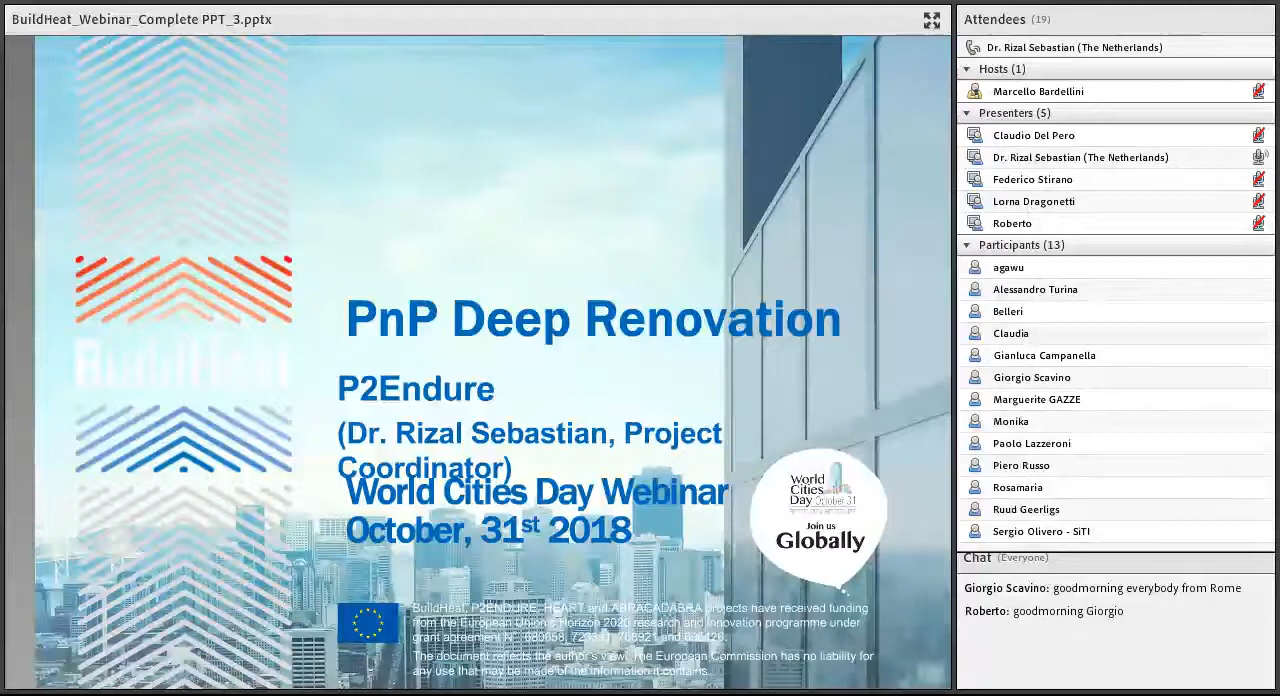 BuildHeat_Webinar_Complete PPT_3.pptx
BuildHeat
PnP Deep Renovation
P2Endure
(Dr. Rizal Sebastian, Project
Coordinator)
World Cities Day Webinar
October, 31st 2018
World
Cities
Day October 31
Join us
Globally
BuildHeat, P2ENDURE, HEART and ABRACADABRA projects have received funding
from the European Union's Horizon 2020 research and innovation programme under
grant agreement N°
The document reflects the author's view. The European Commission has no liability for
any use that may be made of the information it contains.
Attendees (19)
Dr. Rizal Sebastian (The Netherlands)
Hosts (1)
Marcello Bardellini
Presenters (5)
Claudio Del Pero
Dr. Rizal Sebastian (The Netherlands)
Federico Stirano
Lorna Dragonetti
Roberto
Participants (13)
agawu
Alessandro Turina
Belleri
Claudia
Gianluca Campanella
Giorgio Scavino
Marguerite GAZZE
Monika
Paolo Lazzeroni
Piero Russo
Rosamaria
Ruud Geerligs
Sergio Olivero - SiTI
Chat (Everyone)
Giorgio Scavino: goodmorning everybody from Rome
Roberto: goodmorning Giorgio